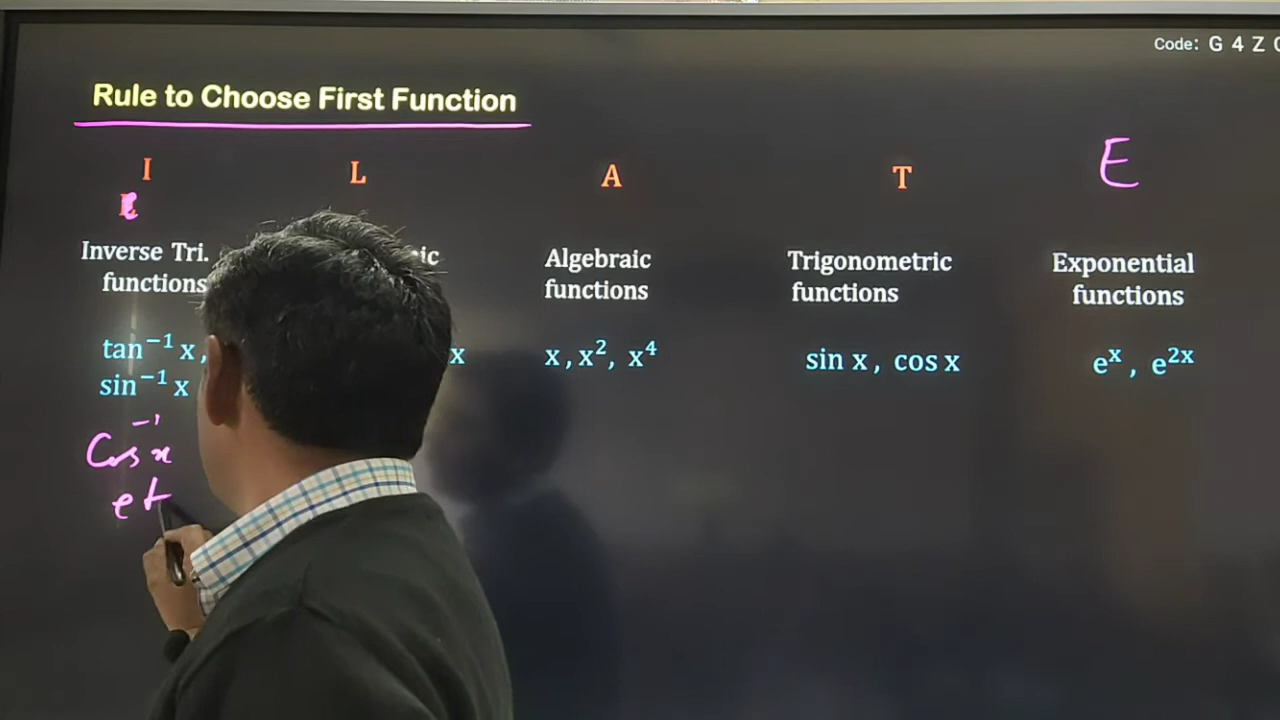 Code: G 4 Z
Rule to Choose First Function
I L A T E
Inverse Tri. functions
tan⁻¹ x,
sin⁻¹ x
Cos⁻¹ x
et
x
Algebraic
functions
x, x², x⁴
Trigonometric
functions
sin x, cos x
Exponential
functions
eˣ, e²ˣ